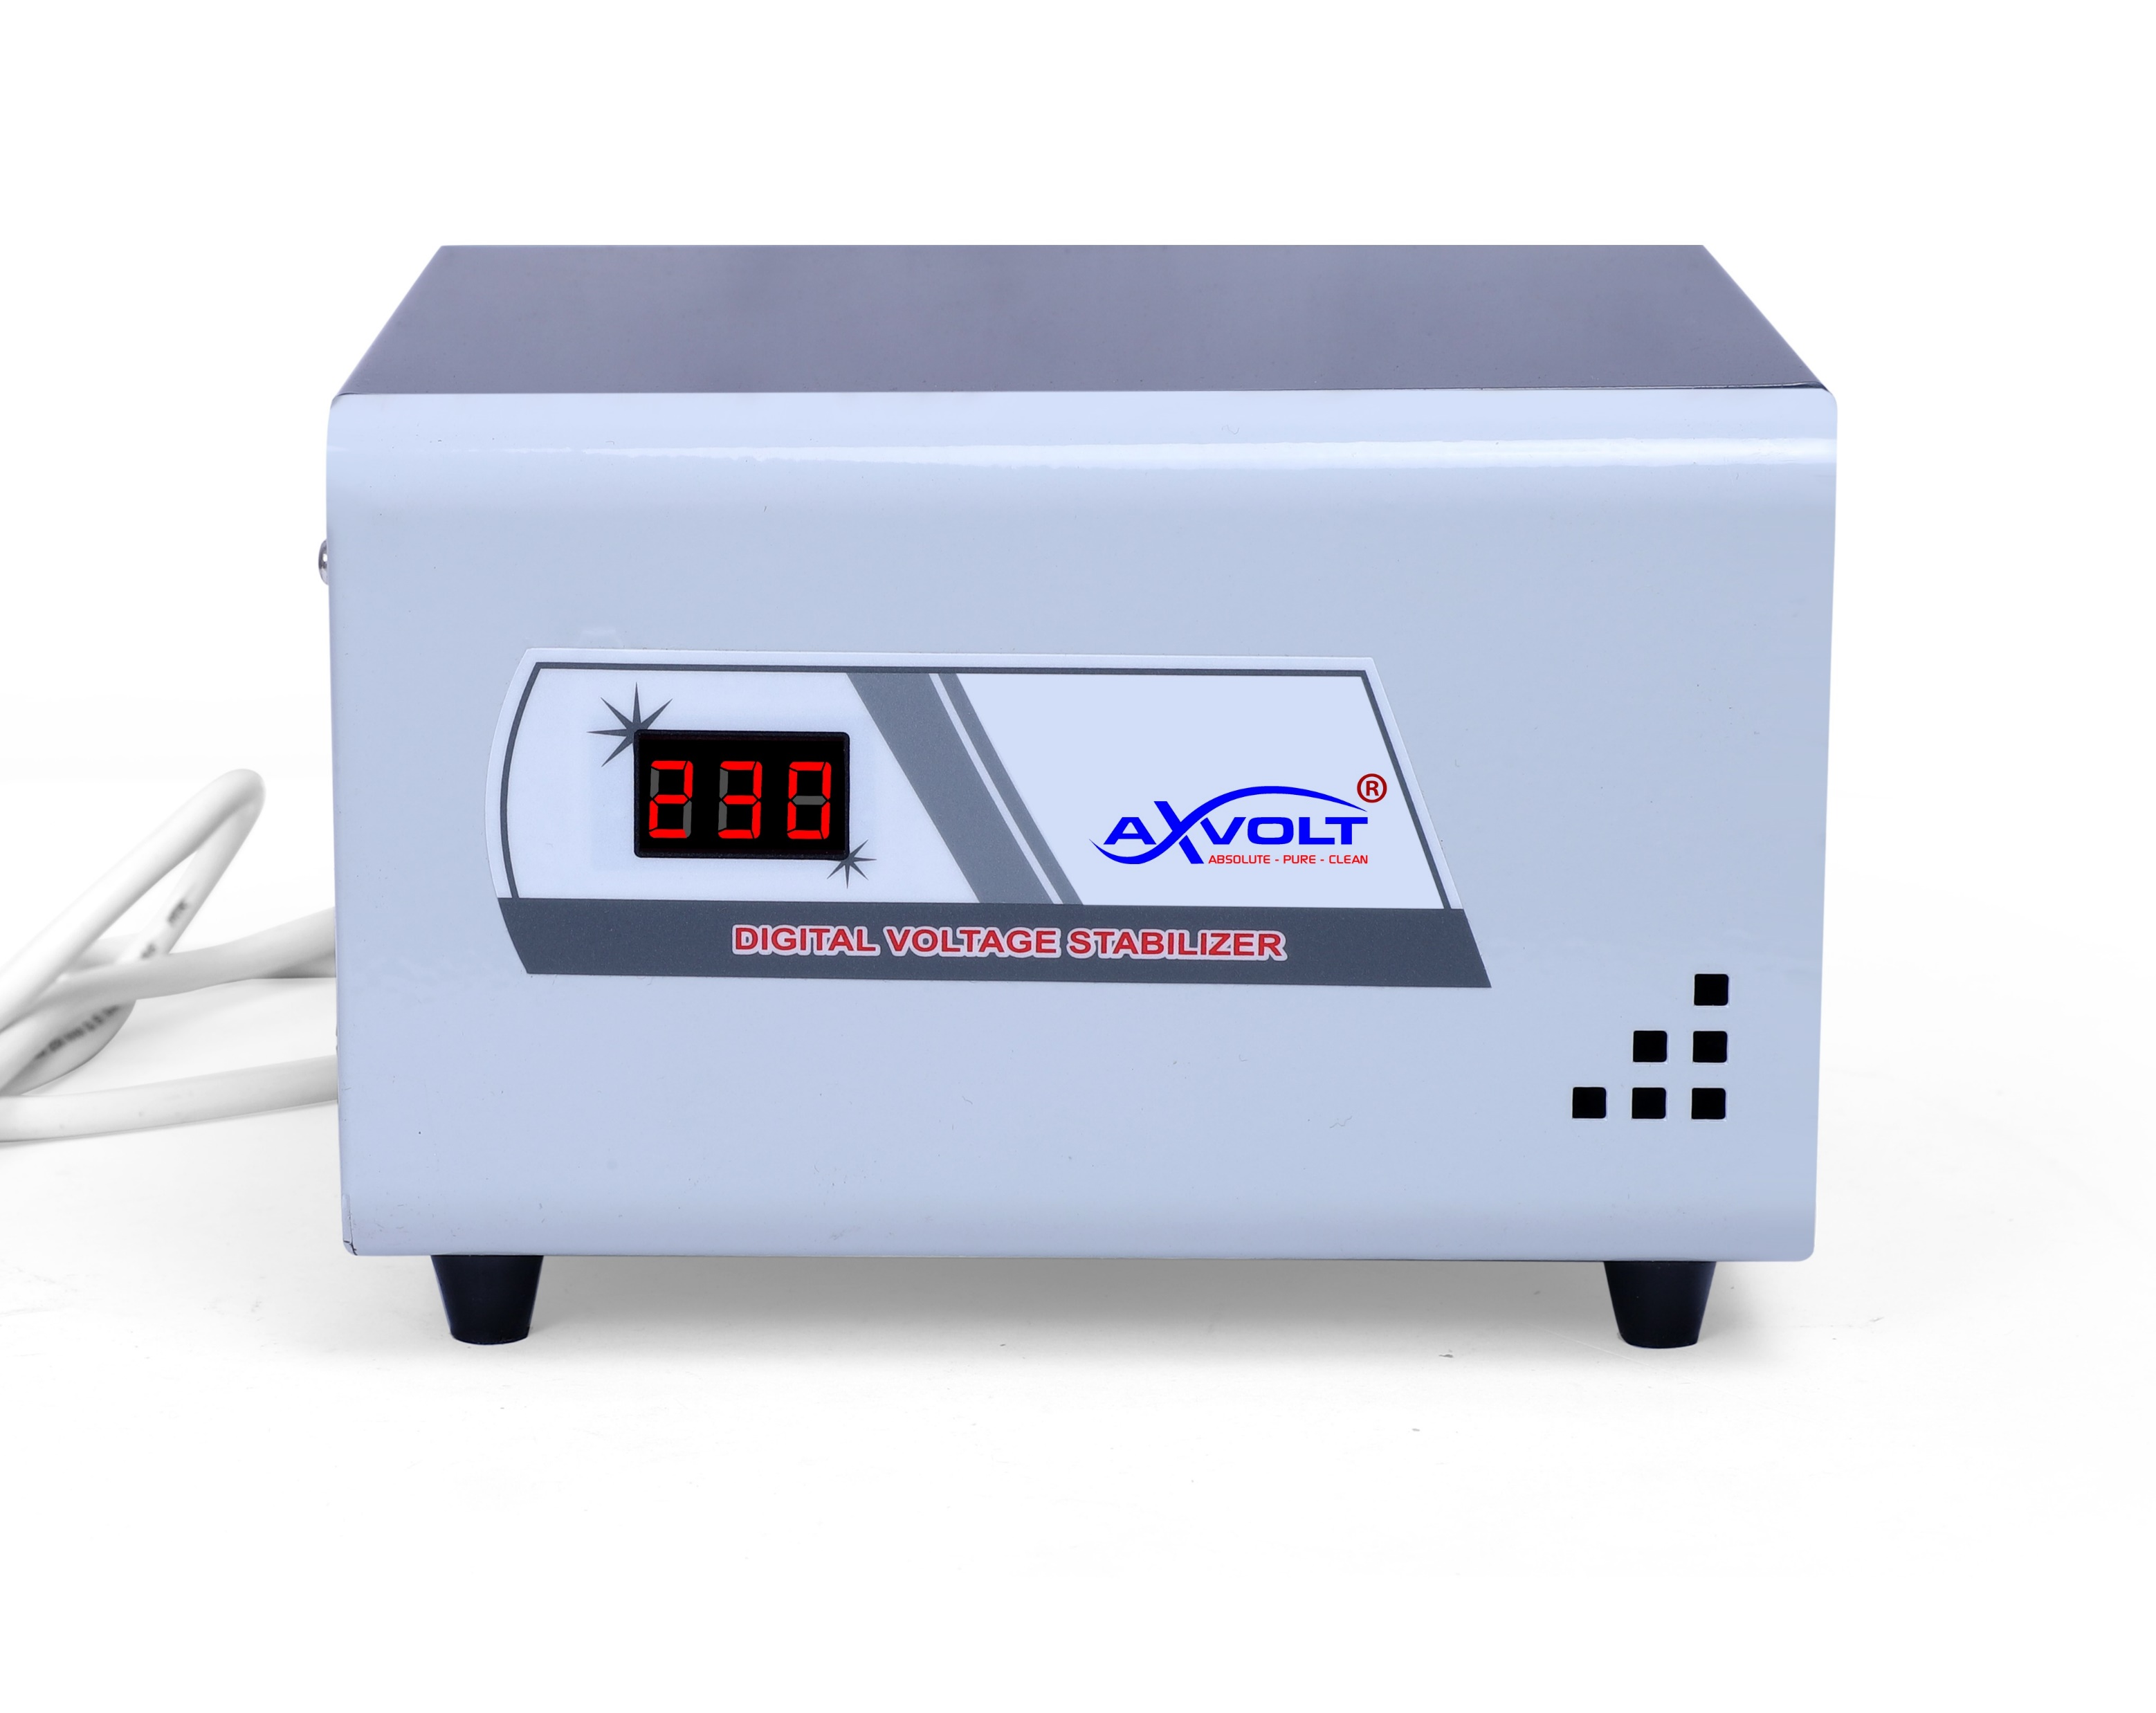 230
AXVOLT®
ABSOLUTE - PURE - CLEAN
DIGITAL VOLTAGE STABILIZER